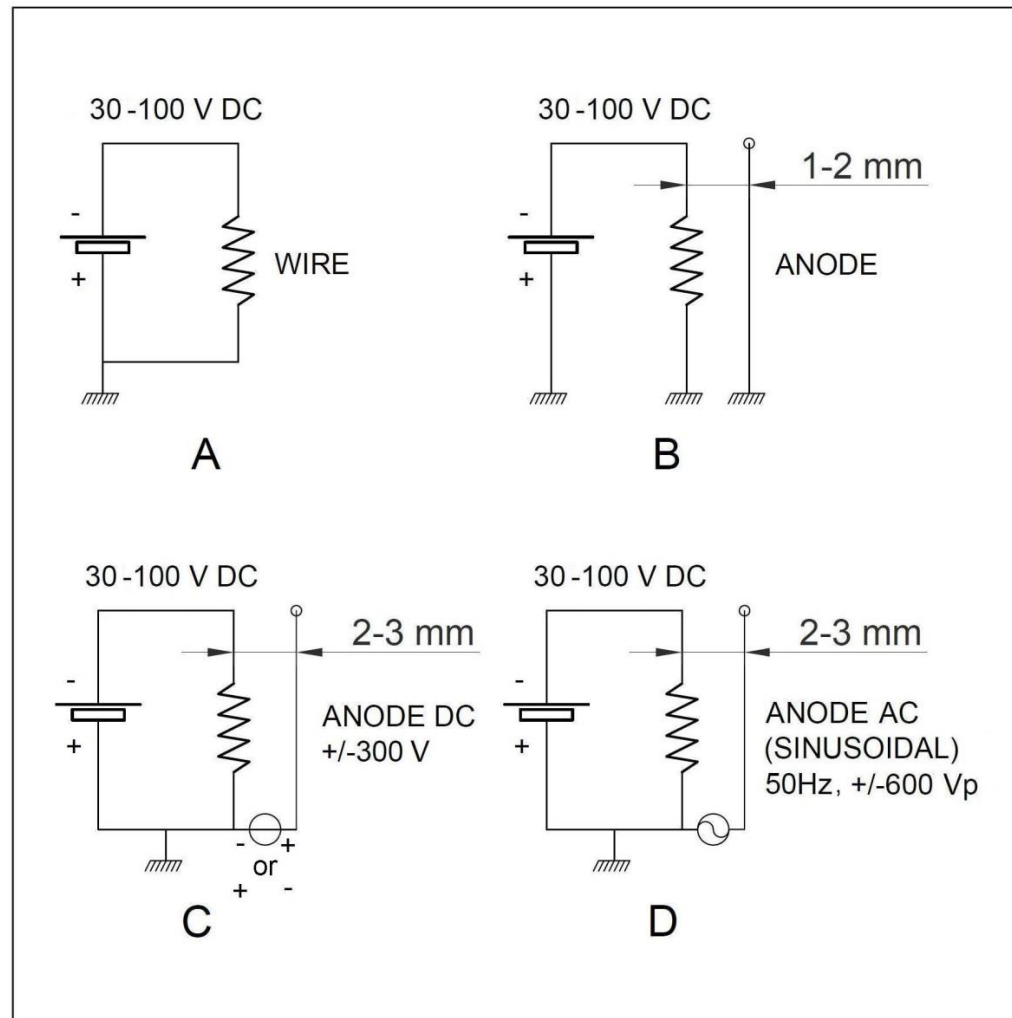 30-100 V DC
-
+
WIRE
A
30-100 V DC
1-2 mm
-
+
ANODE
B
30-100 V DC
2-3 mm
-
+
ANODE DC
+/-300 V
- +
or
+ -
C
30-100 V DC
2-3 mm
-
+
ANODE AC
(SINUSOIDAL)
50Hz, +/-600 Vp
D